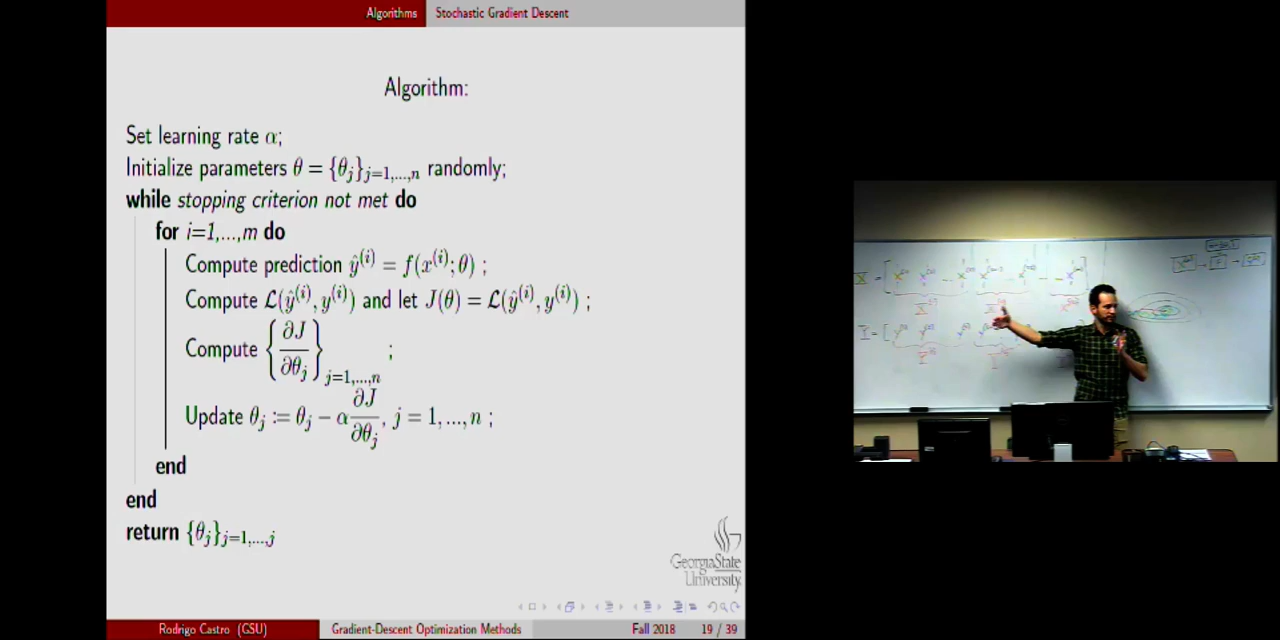 Algorithms Stochastic Gradient Descent
Algorithm:
Set learning rate α;
Initialize parameters θ = {θ_j}_{j=1,...,n} randomly;
while stopping criterion not met do
for i=1,...,m do
Compute prediction ŷ^{(i)} = f(x^{(i)}; θ) ;
Compute ℒ(ŷ^{(i)}, y^{(i)}) and let J(θ) = ℒ(ŷ^{(i)}, y^{(i)}) ;
Compute {∂J/∂θ_j}_{j=1,...,n} ;
Update θ_j := θ_j − α ∂J/∂θ_j, j = 1, ..., n ;
end
end
return {θ_j}_{j=1,...,j}
GeorgiaState
University
Rodrigo Castro (GSU) Gradient-Descent Optimization Methods Fall 2018 19 / 39